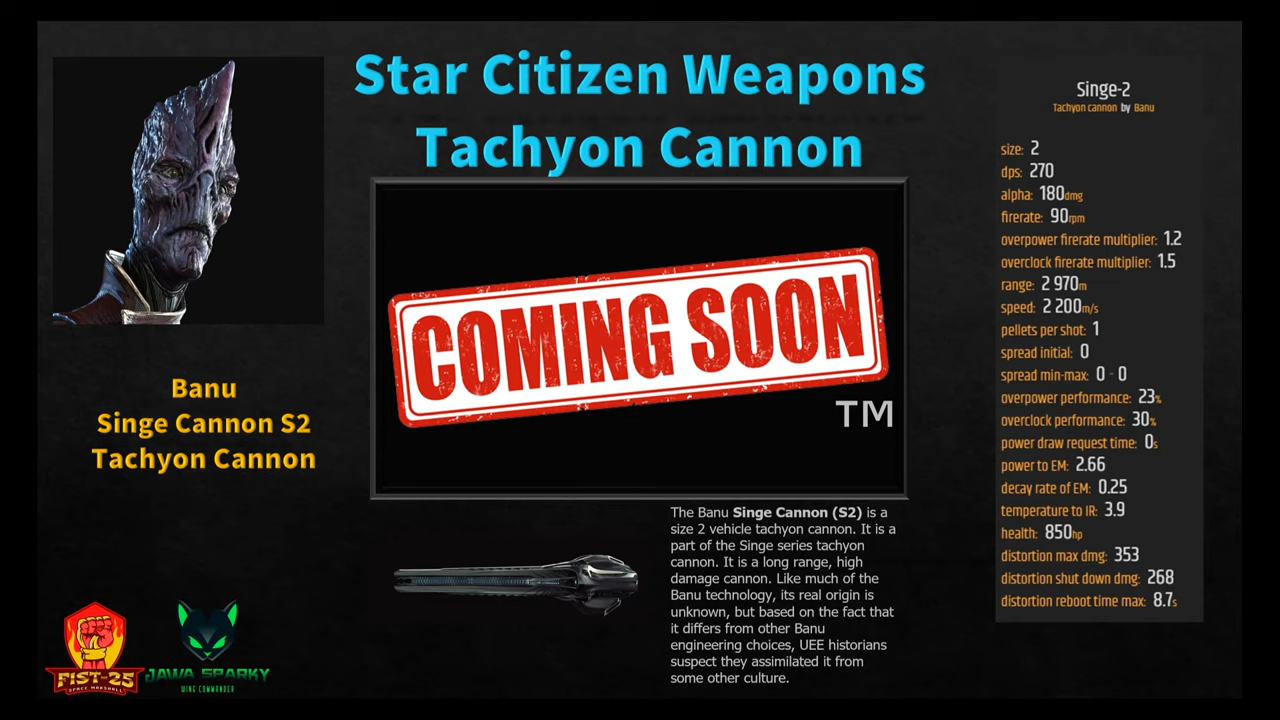 Star Citizen Weapons
Tachyon Cannon
COMING SOON
TM
Banu
Singe Cannon S2
Tachyon Cannon
The Banu Singe Cannon (S2) is a
size 2 vehicle tachyon cannon. It is a
part of the Singe series tachyon
cannon. It is a long range, high
damage cannon. Like much of the
Banu technology, its real origin is
unknown, but based on the fact that
it differs from other Banu
engineering choices, UEE historians
suspect they assimilated it from
some other culture.
Singe-2
Tachyon cannon by Banu
size: 2
dps: 270
alpha: 180dmg
firerate: 90rpm
overpower firerate multiplier: 1.2
overclock firerate multiplier: 1.5
range: 2 970m
speed: 2 200m/s
pellets per shot: 1
spread initial: 0
spread min-max: 0 - 0
overpower performance: 23%
overclock performance: 30%
power draw request time: 0s
power to EM: 2.66
decay rate of EM: 0.25
temperature to IR: 3.9
health: 850hp
distortion max dmg: 353
distortion shut down dmg: 268
distortion reboot time max: 8.7s
FIST-25
SPACE MARSHALL
JAWA SPARKY
WING COMMANDER